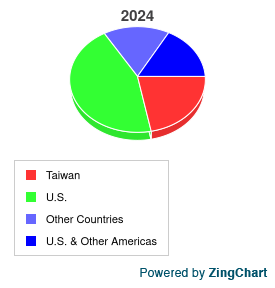 2024
Taiwan
U.S.
Other Countries
U.S. & Other Americas
Powered by ZingChart